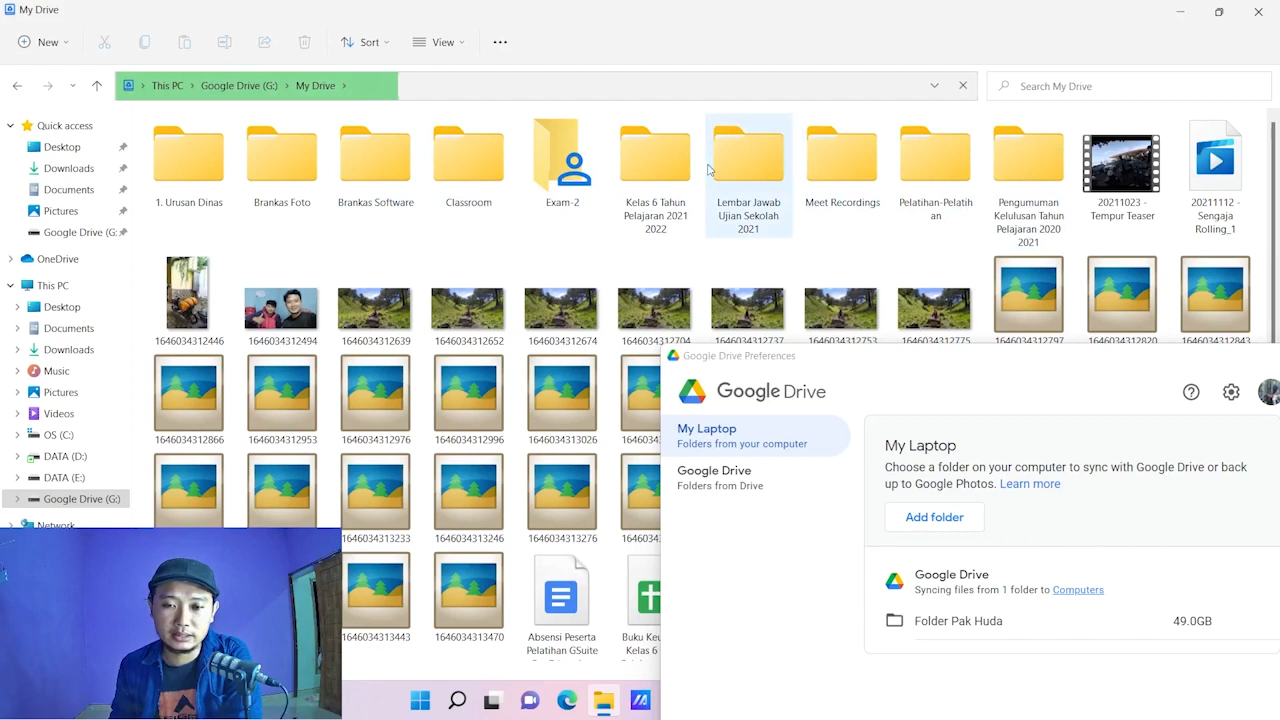 My Drive
New
Sort
View
This PC
Google Drive (G:)
My Drive
Search My Drive
Quick access
Desktop
Downloads
Documents
Pictures
Google Drive (G:
OneDrive
This PC
Desktop
Documents
Downloads
Music
Pictures
Videos
OS (C:)
DATA (D:)
DATA (E:)
Google Drive (G:)
Network
1. Urusan Dinas
Brankas Foto
Brankas Software
Classroom
Exam-2
Kelas 6 Tahun
Pelajaran 2021
2022
Lembar Jawab
Ujian Sekolah
2021
Meet Recordings
Pelatihan-Pelatih
an
Pengumuman
Kelulusan Tahun
Pelajaran 2020
2021
20211023 -
Tempur Teaser
20211112 -
Sengaja
Rolling_1
1646034312446
1646034312494
1646034312639
1646034312652
1646034312674
1646034312704
1646034312737
1646034312753
1646034312775
1646034312797
1646034312820
1646034312843
1646034312866
1646034312953
1646034312976
1646034312996
1646034313026
164603431
1646034313233
1646034313246
1646034313276
164603431
1646034313443
1646034313470
Absensi Peserta
Pelatihan GSuite
Buku Keu
Kelas 6
Google Drive Preferences
Google Drive
My Laptop
Folders from your computer
Google Drive
Folders from Drive
My Laptop
Choose a folder on your computer to sync with Google Drive or back
up to Google Photos. Learn more
Add folder
Google Drive
Syncing files from 1 folder to Computers
Folder Pak Huda
49.0GB